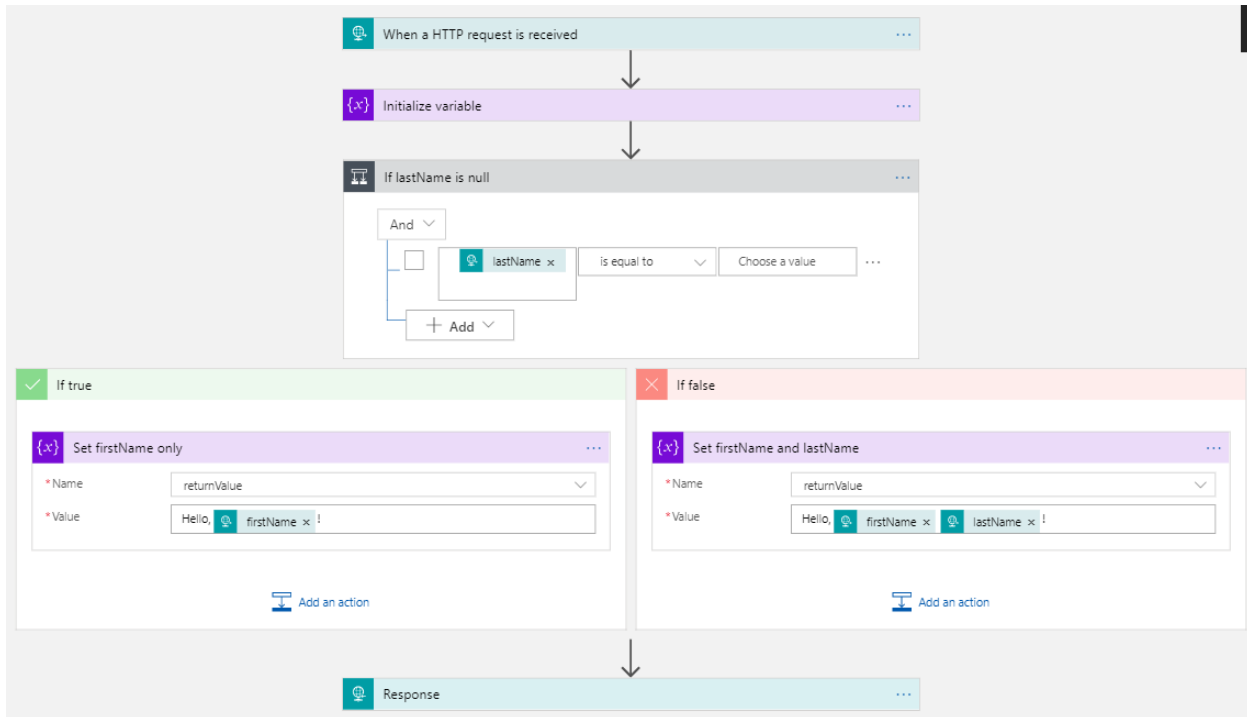 When a HTTP request is received ...
{x} Initialize variable ...
If lastName is null ...
And
lastName × is equal to Choose a value ...
+ Add
If true
If false
{x} Set firstName only ...
*Name returnValue
*Value Hello, firstName × !
Add an action
{x} Set firstName and lastName ...
*Name returnValue
*Value Hello, firstName × lastName × !
Add an action
Response ...